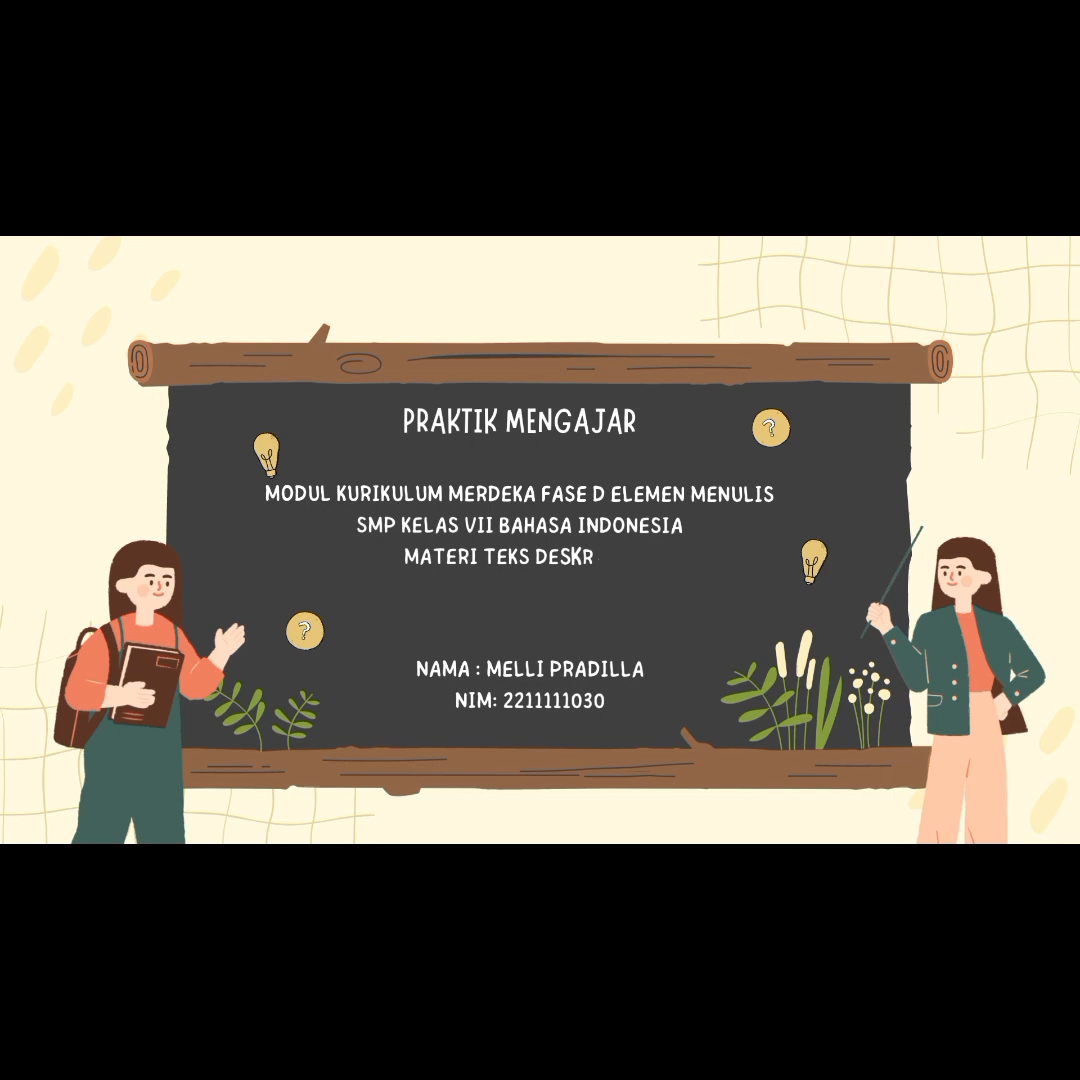 PRAKTIK MENGAJAR
MODUL KURIKULUM MERDEKA FASE D ELEMEN MENULIS
SMP KELAS VII BAHASA INDONESIA
MATERI TEKS DESKR
NAMA : MELLI PRADILLA
NIM: 2211111030